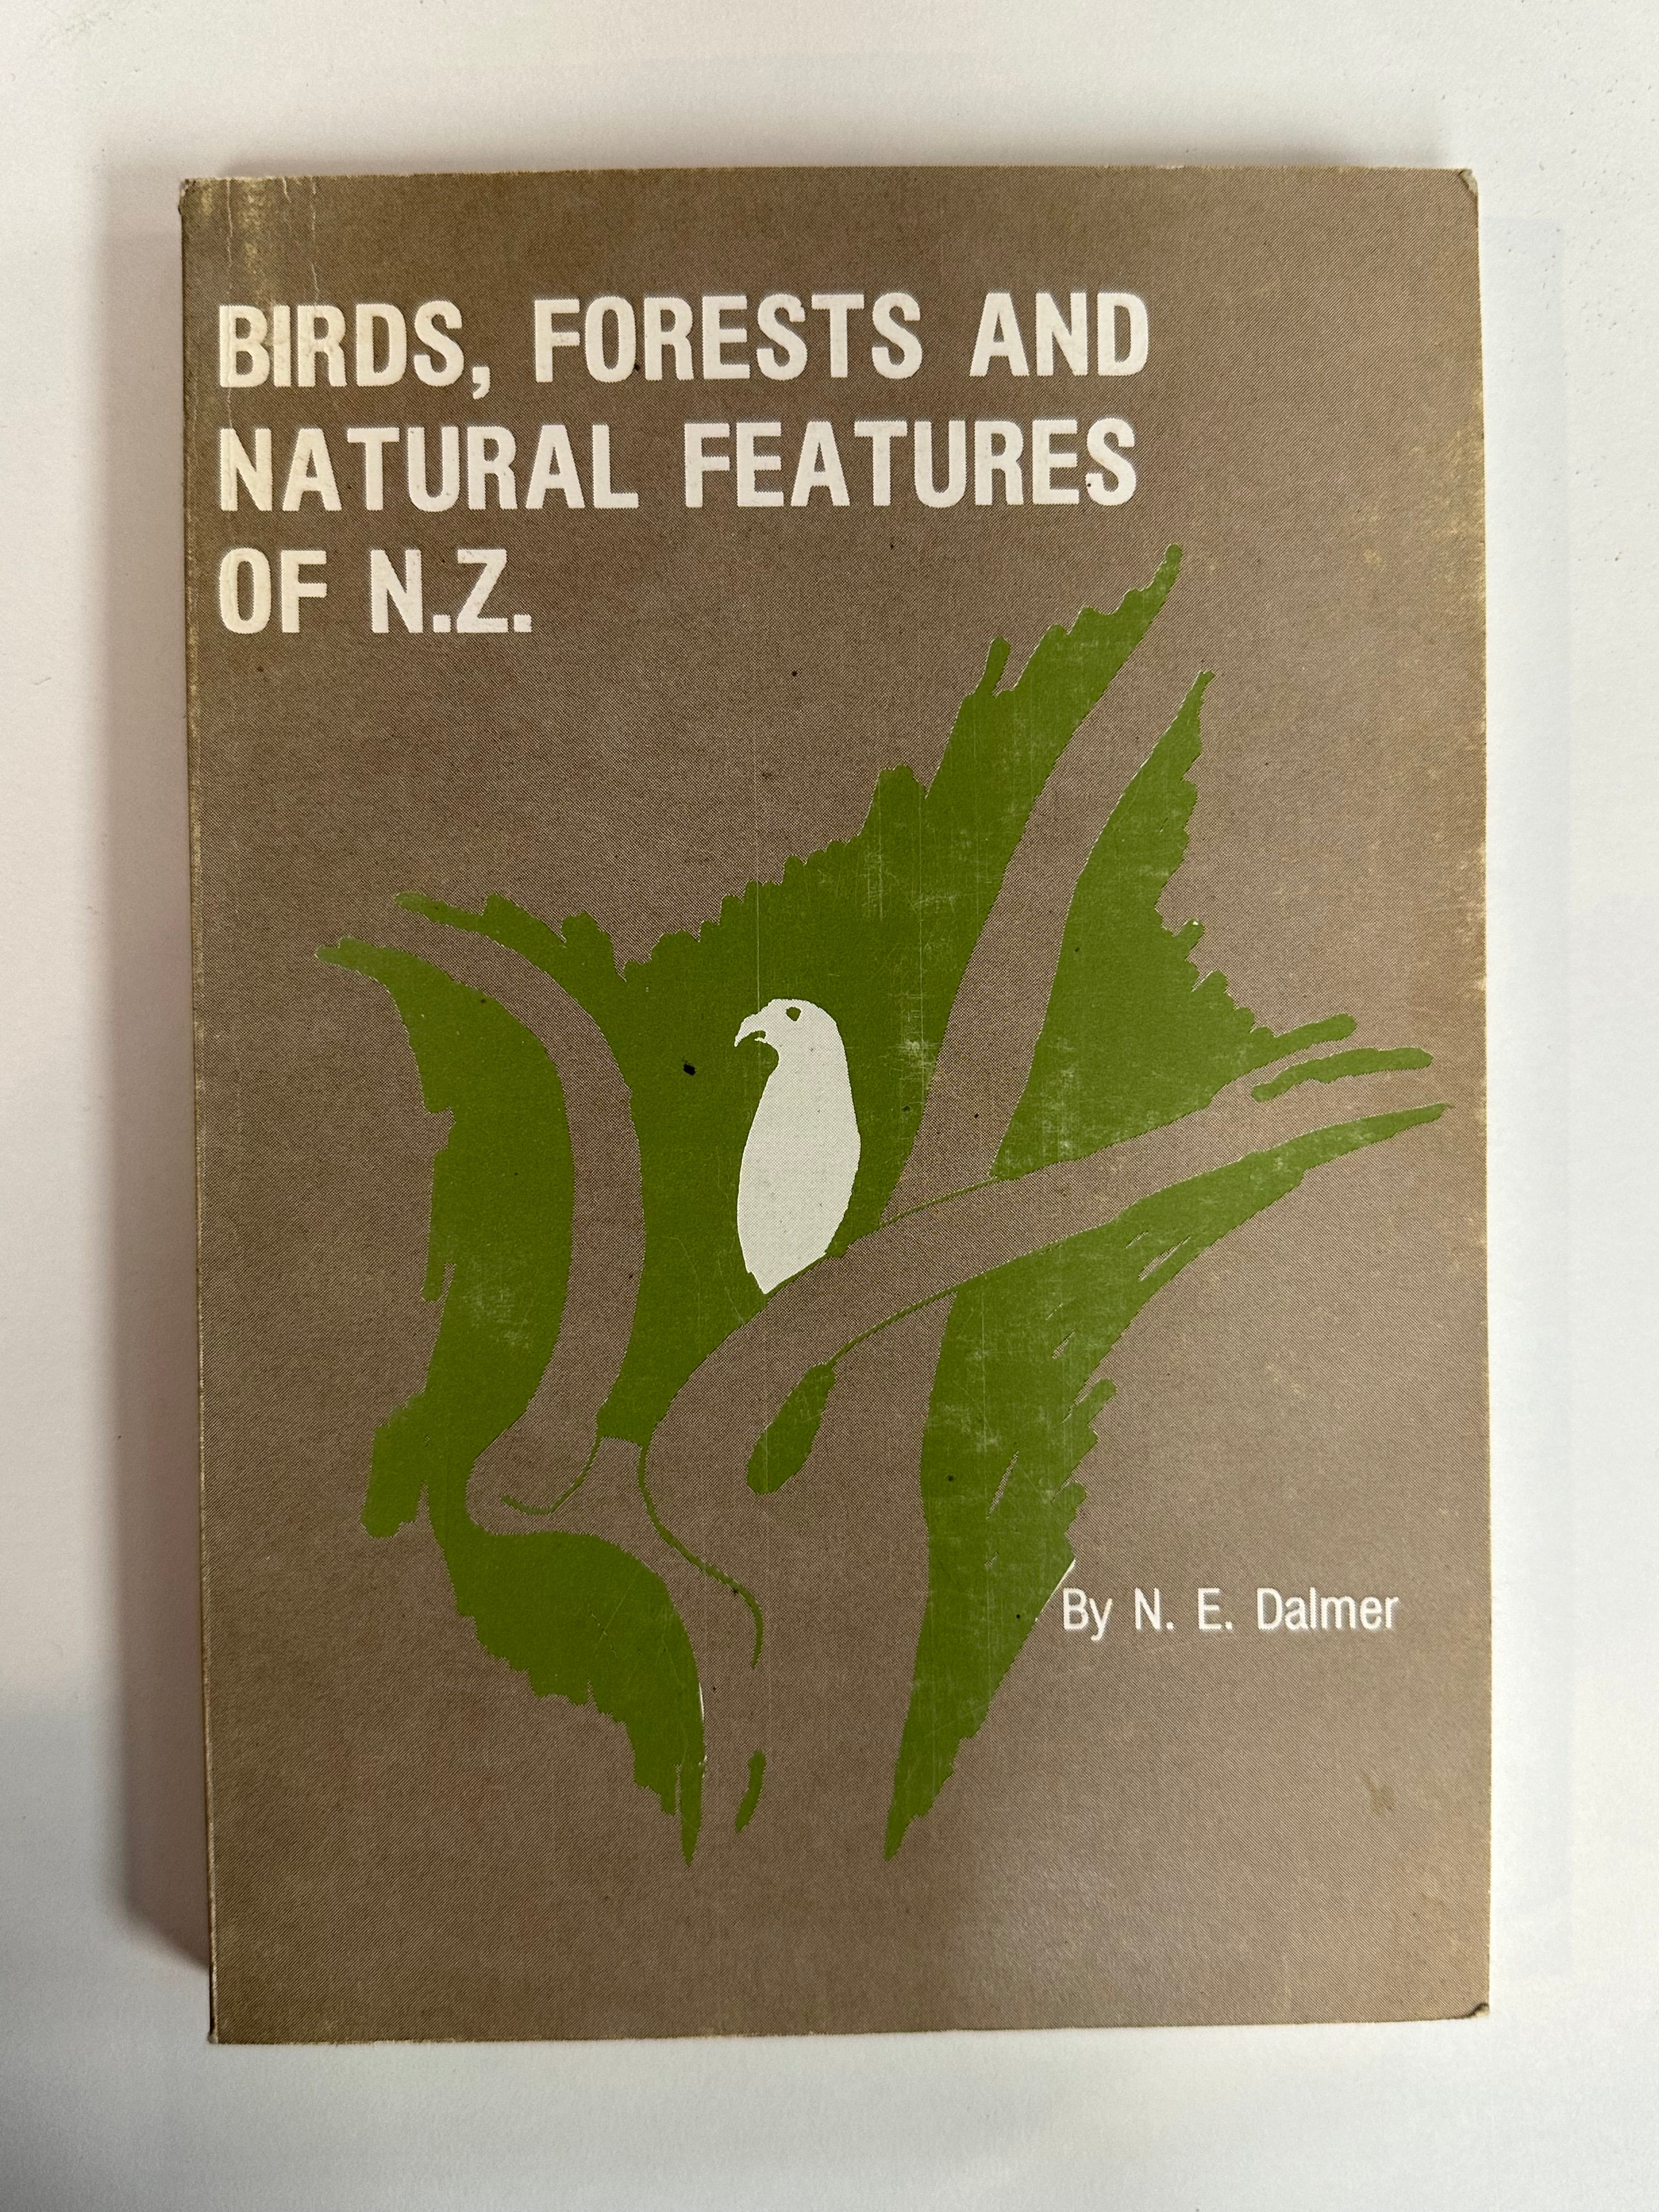 BIRDS, FORESTS AND
NATURAL FEATURES
OF N.Z.
By N. E. Dalmer